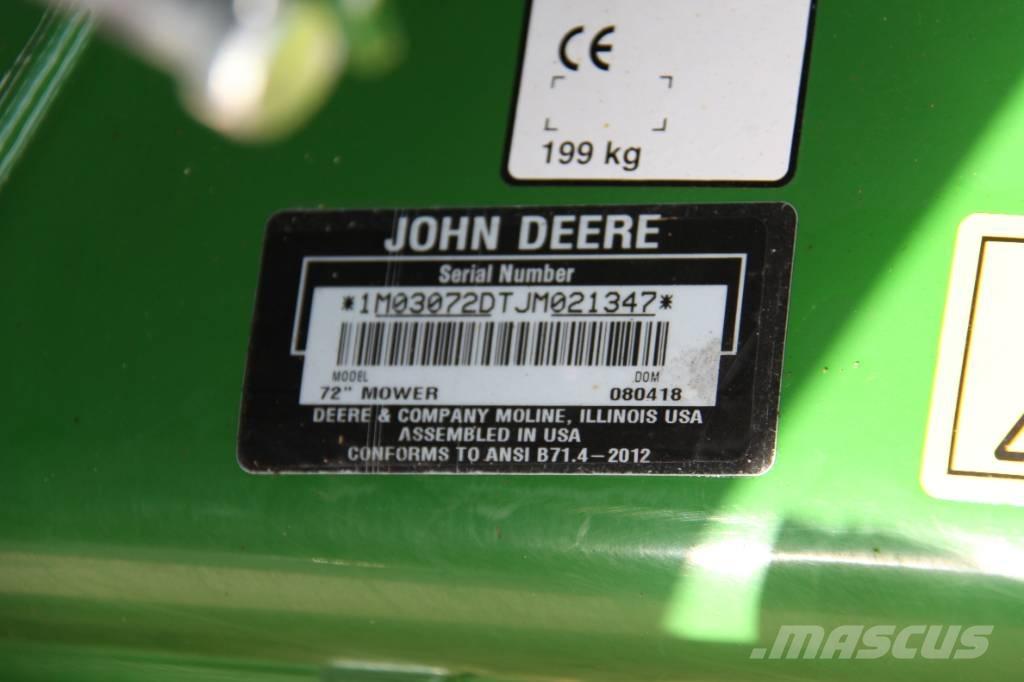 CE
199 kg
JOHN DEERE
Serial Number
*1M03072DTJM021347*
MODEL DOM
72" MOWER 080418
DEERE & COMPANY MOLINE, ILLINOIS USA
ASSEMBLED IN USA
CONFORMS TO ANSI B71.4-2012
.MASCUS